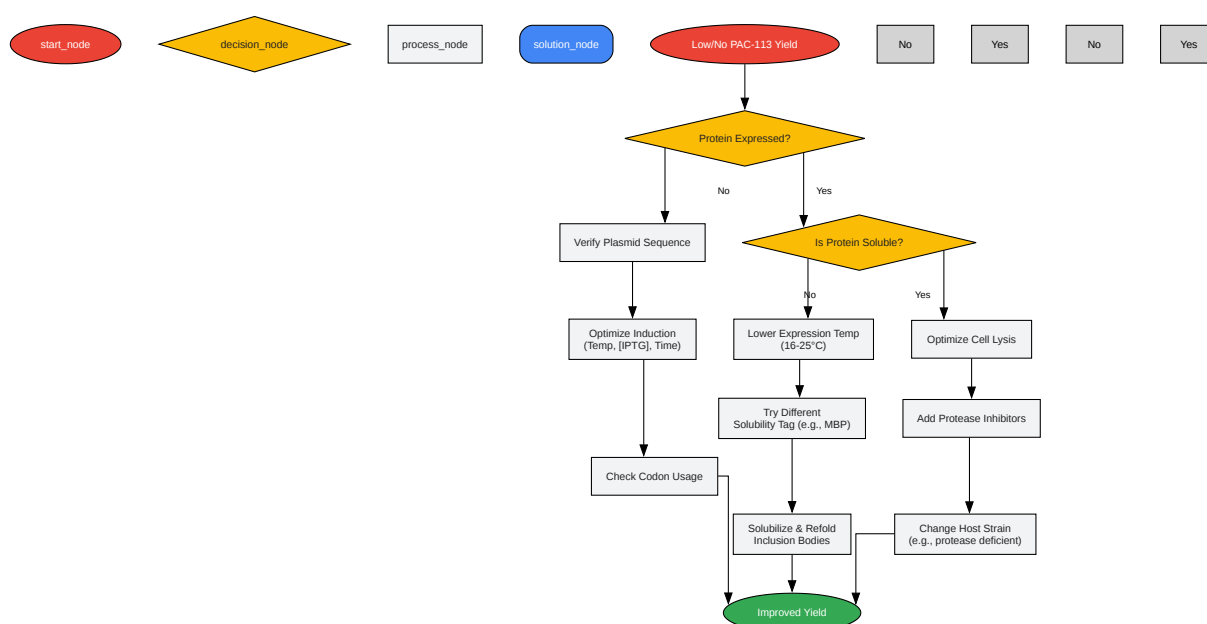 start_node
decision_node
process_node
solution_node
Low/No PAC-113 Yield
No
Yes
No
Yes
Protein Expressed?
No
Yes
Verify Plasmid Sequence
Is Protein Soluble?
No
Yes
Optimize Induction
(Temp, [IPTG], Time)
Lower Expression Temp
(16-25°C)
Optimize Cell Lysis
Try Different
Solubility Tag (e.g., MBP)
Add Protease Inhibitors
Check Codon Usage
Solubilize & Refold
Inclusion Bodies
Change Host Strain
(e.g., protease deficient)
Improved Yield